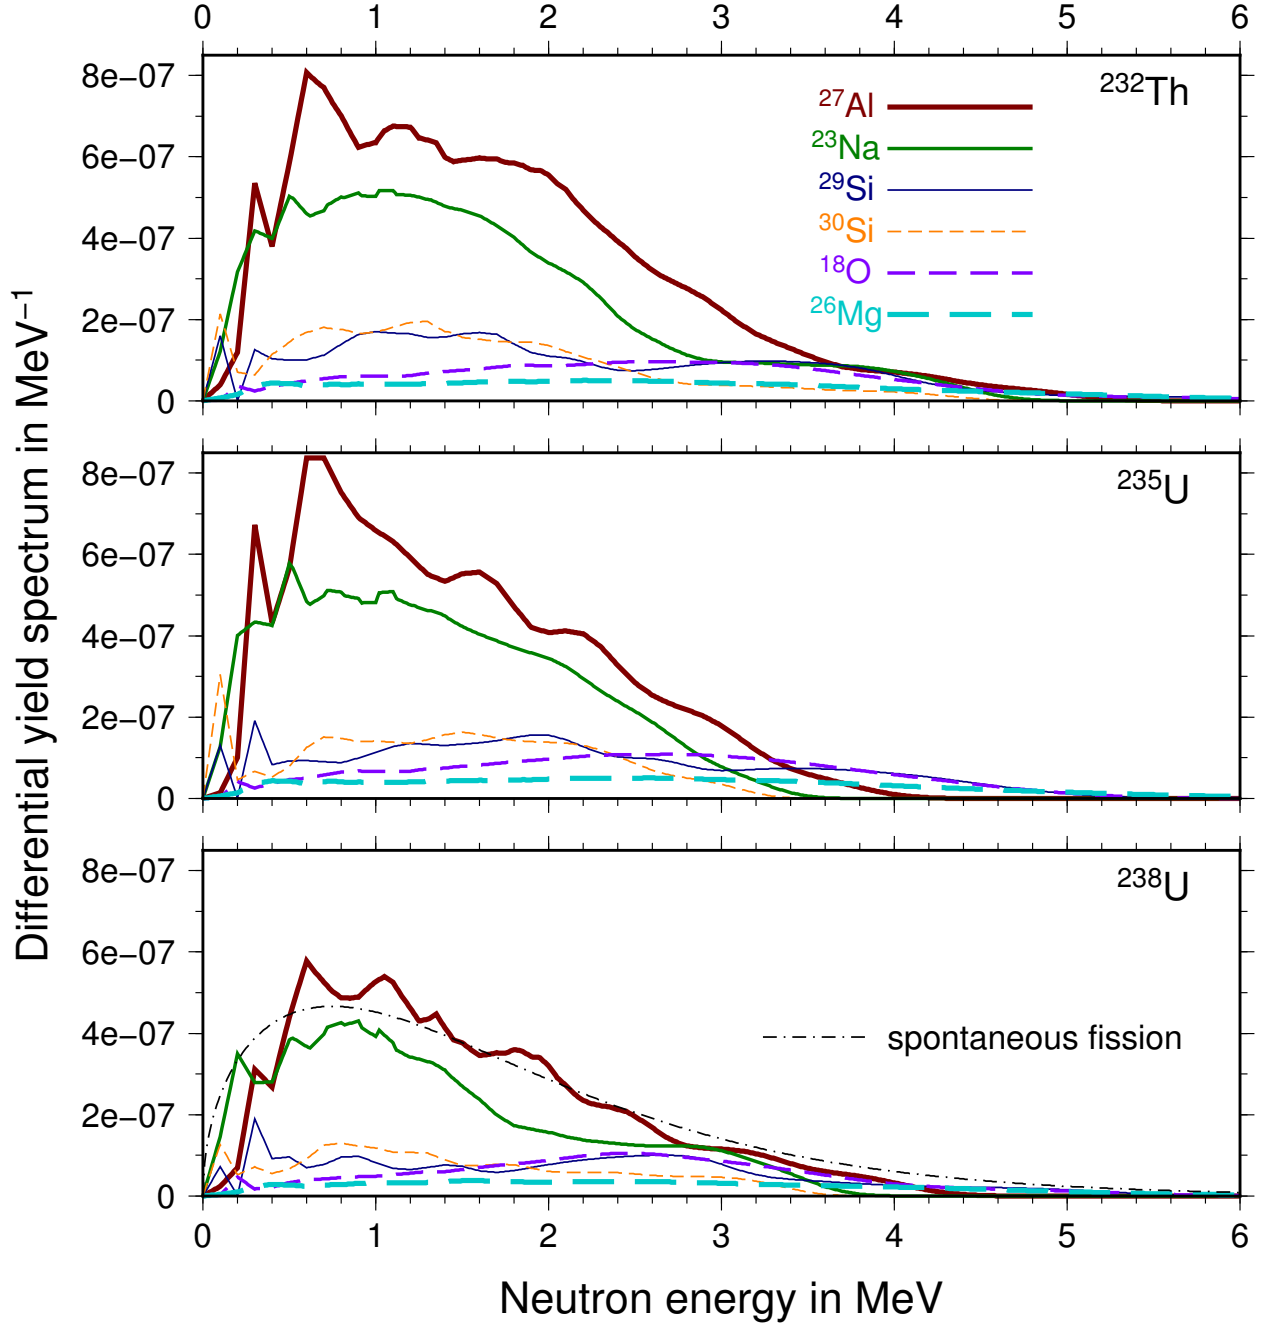 0 1 2 3 4 5 6
8e−07
6e−07
4e−07
2e−07
0
²³²Th
²⁷Al
²³Na
²⁹Si
³⁰Si
¹⁸O
²⁶Mg
8e−07
6e−07
4e−07
2e−07
0
²³⁵U
8e−07
6e−07
4e−07
2e−07
0
²³⁸U
spontaneous fission
0 1 2 3 4 5 6
Differential yield spectrum in MeV⁻¹
Neutron energy in MeV